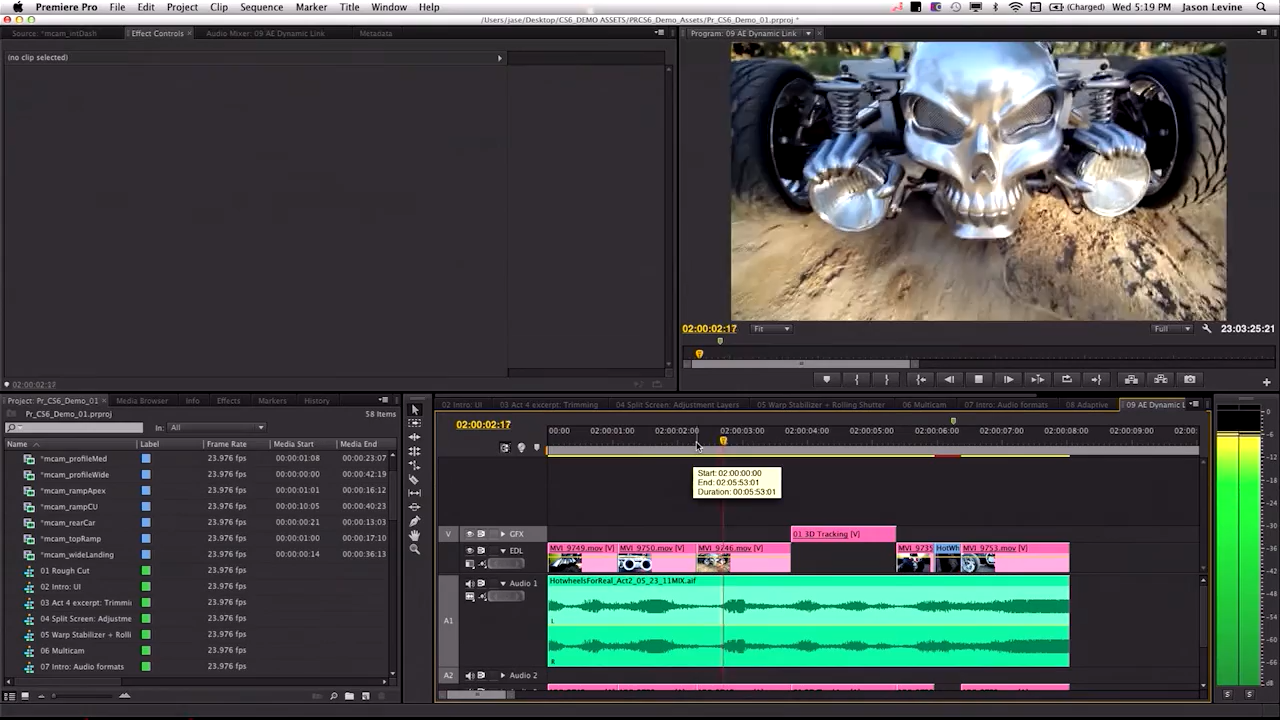 Premiere Pro File Edit Project Clip Sequence Marker Title Window Help (Charged) Wed 5:19 PM Jason Levine
/Users/jase/Desktop/CS6_DEMO ASSETS/PRCS6_Demo_Assets/Pr_CS6_Demo_01.prproj *
Source: *mcam_intDash Effect Controls Audio Mixer: 09 AE Dynamic Link Metadata
Program: 09 AE Dynamic Link
(no clip selected)
02:00:02:17 Fit Full 23:03:25:21
02:00:02:17
Project: Pr_CS6_Demo_01 Media Browser Info Effects Markers History
Pr_CS6_Demo_01.prproj 58 Items
In: All
Name Label Frame Rate Media Start Media End
*mcam_profileMed 23.976 fps 00:00:01:08 00:00:23:07
*mcam_profileWide 23.976 fps 00:00:00:00 00:00:42:19
*mcam_rampApex 23.976 fps 00:00:01:01 00:00:16:12
*mcam_rampCU 23.976 fps 00:00:00:00 00:00:23:04
*mcam_rearCar 23.976 fps 00:00:00:21 00:00:13:03
*mcam_topRamp 23.976 fps 00:00:01:00 00:00:17:10
*mcam_wideLanding 23.976 fps 00:00:00:14 00:00:36:13
01 Rough Cut 23.976 fps
02 Intro: UI 23.976 fps
03 Act 4 excerpt: Trimmin 23.976 fps
04 Split Screen: Adjustme 23.976 fps
05 Warp Stabilizer + Rolli 23.976 fps
06 Multicam 23.976 fps
07 Intro: Audio formats 23.976 fps
02 Intro: UI 03 Act 4 excerpt: Trimming 04 Split Screen: Adjustment Layers 05 Warp Stabilizer + Rolling Shutter 06 Multicam 07 Intro: Audio formats 08 Adaptive 09 AE Dynamic L
02:00:02:17
00:00 02:00:01:00 02:00:02:00 02:00:03:00 02:00:04:00 02:00:05:00 02:00:06:00 02:00:07:00 02:00:08:00 02:00:09:00 02:00:
Start: 02:00:00:00
End: 02:05:53:01
Duration: 00:05:53:01
V GFX 01 3D Tracking [V]
EDL MVI_9749.mov [V] MVI_9750.mov [V] MVI_9746.mov [V] MVI_9735 HotWh MVI_9753.mov [V]
Audio 1 HotwheelsForReal_Act2_05_23_11MIX.aif
L
A1
R
A2 Audio 2
0
S S